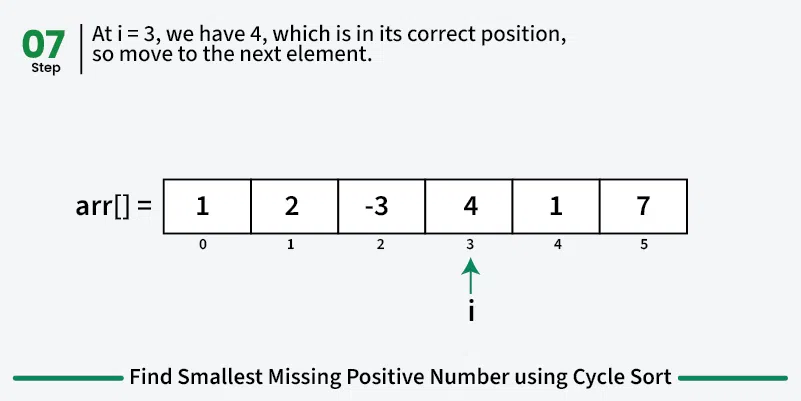 07
Step
At i = 3, we have 4, which is in its correct position,
so move to the next element.
arr[] = 1 2 -3 4 1 7
0 1 2 3 4 5
i
Find Smallest Missing Positive Number using Cycle Sort